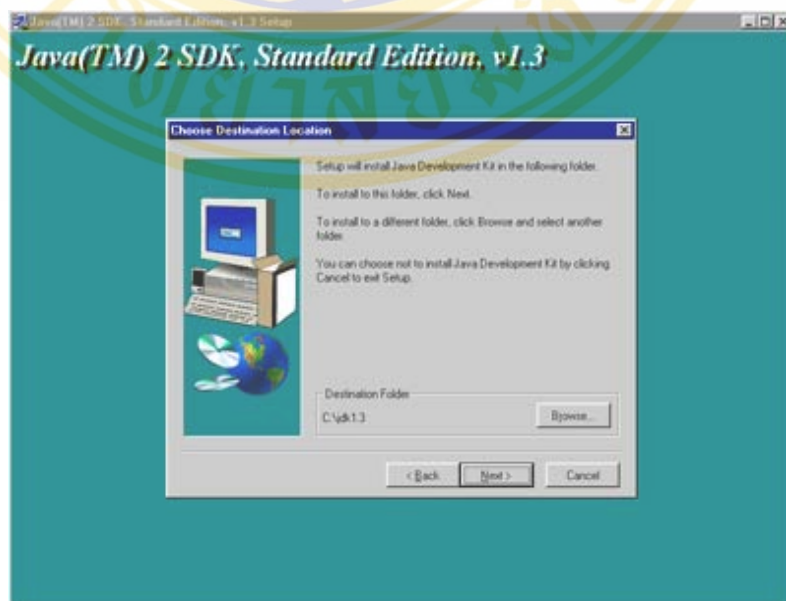 Java(TM) 2 SDK, Standard Edition, v1.3 Setup
Java(TM) 2 SDK, Standard Edition, v1.3
Choose Destination Location
Setup will install Java Development Kit in the following folder.
To install to this folder, click Next.
To install to a different folder, click Browse and select another
folder.
You can choose not to install Java Development Kit by clicking
Cancel to exit Setup.
Destination Folder
C:\jdk1.3
Browse...
< Back
Next >
Cancel